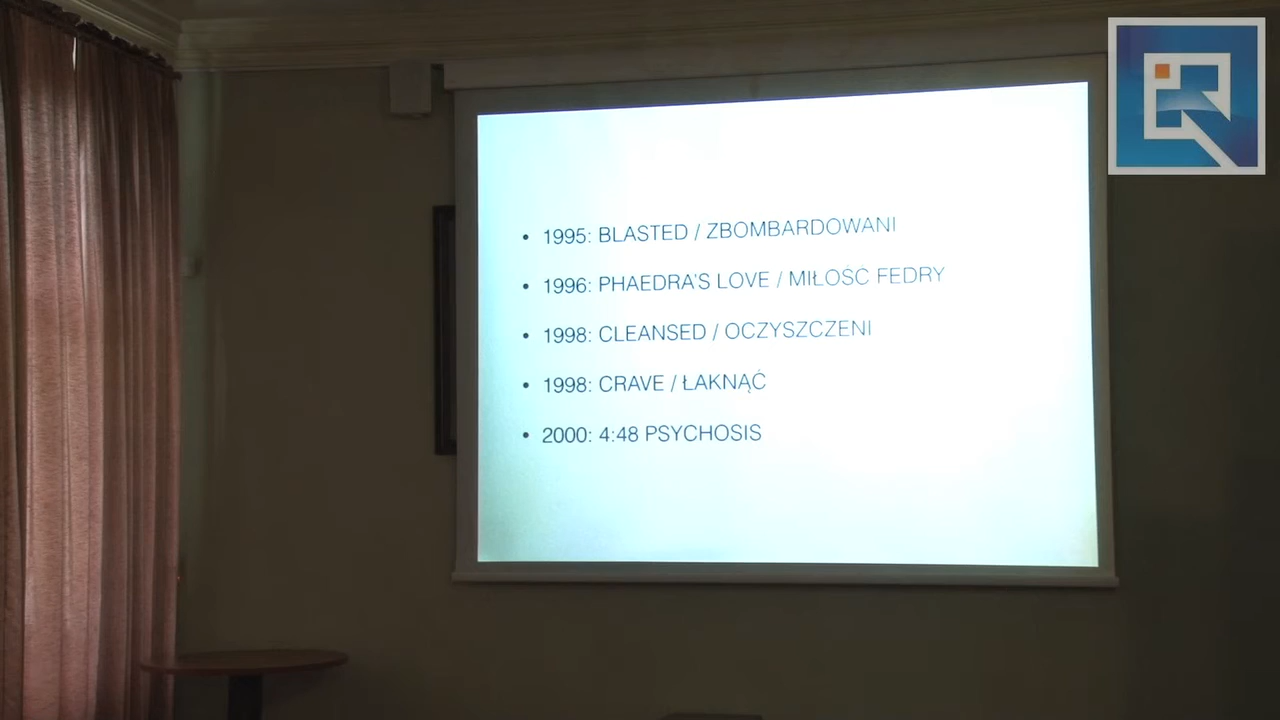 • 1995: BLASTED / ZBOMBARDOWANI
• 1996: PHAEDRA'S LOVE / MIŁOŚĆ FEDRY
• 1998: CLEANSED / OCZYSZCZENI
• 1998: CRAVE / ŁAKNĄĆ
• 2000: 4:48 PSYCHOSIS